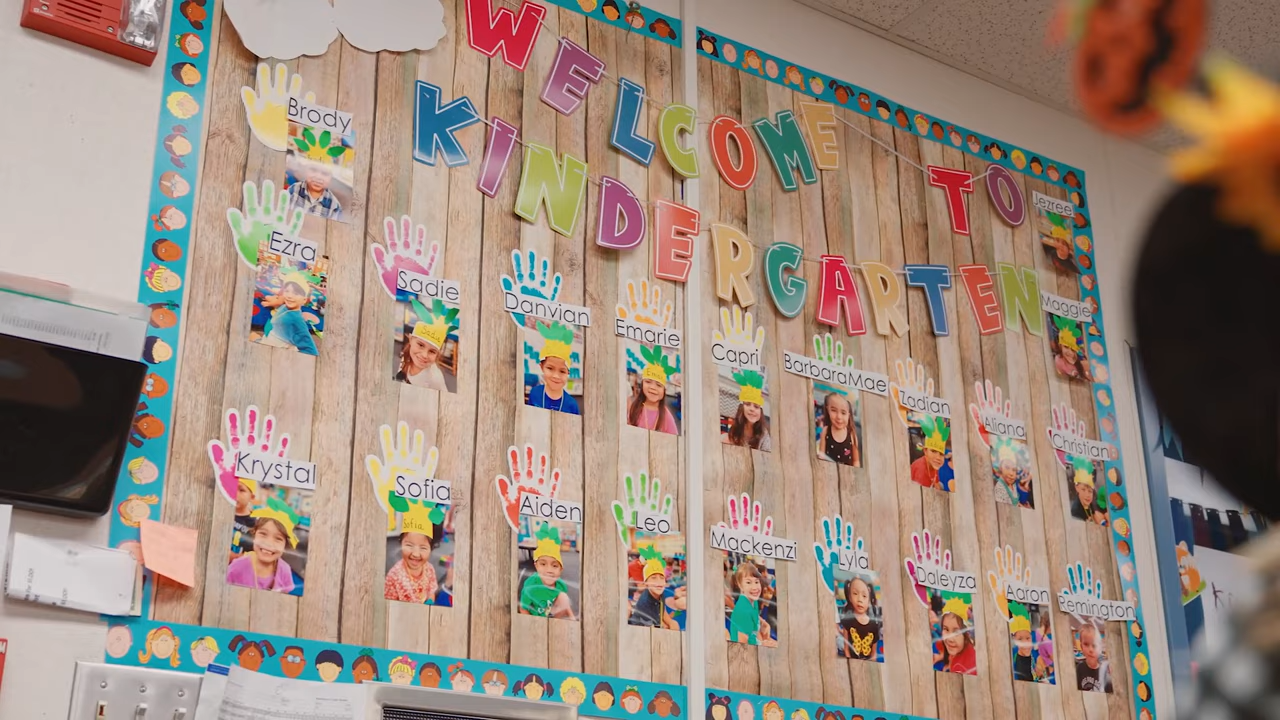 WELCOME TO
KINDERGARTEN
Brody
Jezree
Ezra
Sadie
Danvian
Emarie
Capri
BarbaraMae
Zadian
Aliana
Christian
Maggie
Krystal
Sofia
Sofia
Aiden
Leo
Mackenzi
Lyla
Daleyza
Aaron
Remington